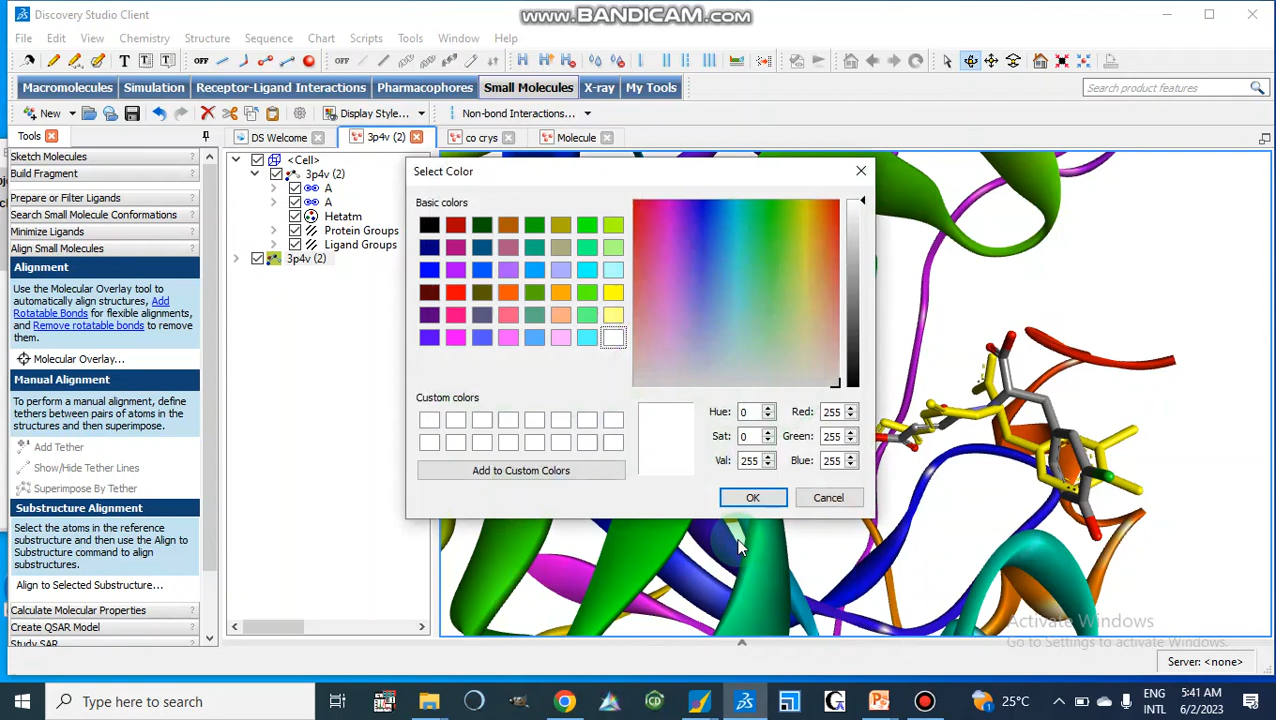 Discovery Studio Client
www.BANDICAM.com
File Edit View Chemistry Structure Sequence Chart Scripts Tools Window Help
OFF OFF
Macromolecules Simulation Receptor-Ligand Interactions Pharmacophores Small Molecules X-ray My Tools Search product features
New Display Style... Non-bond Interactions...
Tools DS Welcome 3p4v (2) co crys Molecule
Sketch Molecules ?
Build Fragment ?
Prepare or Filter Ligands ?
Search Small Molecule Conformations ?
Minimize Ligands ?
Align Small Molecules ?
Alignment
Use the Molecular Overlay tool to
automatically align structures, Add
Rotatable Bonds for flexible alignments,
or Remove rotatable bonds to remove
them.
Molecular Overlay...
Manual Alignment
To perform a manual alignment, define
tethers between pairs of atoms in the
structures and then superimpose.
Add Tether
Show/Hide Tether Lines
Superimpose By Tether
Substructure Alignment
Select the atoms in the reference
substructure and then use the Align to
Substructure command to align
structures.
Align to Selected Substructure...
Calculate Molecular Properties ?
Create QSAR Model ?
Study SAR
<Cell>
3p4v (2)
A
A
Hetatm
Protein Groups
Ligand Groups
3p4v (2)
Select Color
Basic colors
Custom colors
Add to Custom Colors
Hue: 0 Red: 255
Sat: 0 Green: 255
Val: 255 Blue: 255
OK Cancel
Activate Windows
Go to Settings to activate Windows.
Server: <none>
Type here to search
25°C
ENG
INTL
5:41 AM
6/2/2023